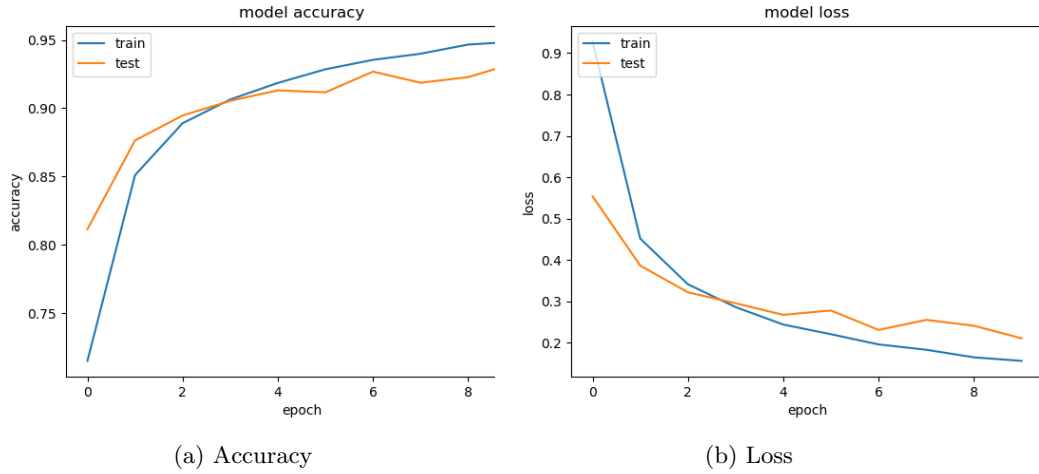 model accuracy
train
test
0.95
0.90
0.85
0.80
0.75
accuracy
0 2 4 6 8
epoch
(a) Accuracy
model loss
train
test
0.9
0.8
0.7
0.6
0.5
0.4
0.3
0.2
loss
0 2 4 6 8
epoch
(b) Loss